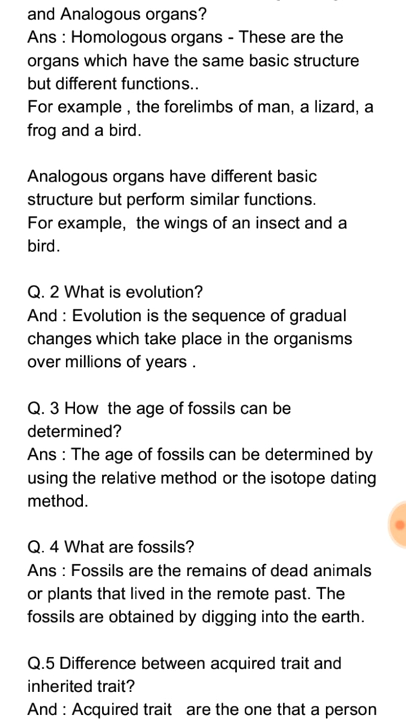 and Analogous organs?
Ans : Homologous organs - These are the
organs which have the same basic structure
but different functions..
For example , the forelimbs of man, a lizard, a
frog and a bird.
Analogous organs have different basic
structure but perform similar functions.
For example,  the wings of an insect and a
bird.
Q. 2 What is evolution?
And : Evolution is the sequence of gradual
changes which take place in the organisms
over millions of years .
Q. 3 How  the age of fossils can be
determined?
Ans : The age of fossils can be determined by
using the relative method or the isotope dating
method.
Q. 4 What are fossils?
Ans : Fossils are the remains of dead animals
or plants that lived in the remote past. The
fossils are obtained by digging into the earth.
Q.5 Difference between acquired trait and
inherited trait?
And : Acquired trait   are the one that a person